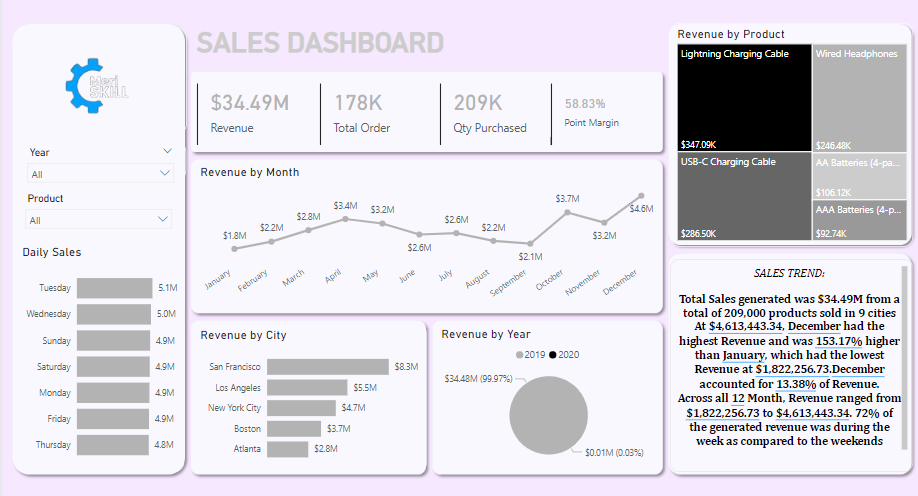 Meri
SKILL
SALES DASHBOARD
$34.49M
Revenue
178K
Total Order
209K
Qty Purchased
58.83%
Point Margin
Year
All
Product
All
Daily Sales
Tuesday 5.1M
Wednesday 5.0M
Sunday 4.9M
Saturday 4.9M
Monday 4.9M
Friday 4.9M
Thursday 4.8M
Revenue by Month
$1.8M
$2.2M
$2.8M
$3.4M
$3.2M
$2.6M
$2.6M
$2.2M
$2.1M
$3.7M
$3.2M
$4.6M
January
February
March
April
May
June
July
August
September
October
November
December
Revenue by City
San Francisco $8.3M
Los Angeles $5.5M
New York City $4.7M
Boston $3.7M
Atlanta $2.8M
Revenue by Year
2019 2020
$34.48M (99.97%)
$0.01M (0.03%)
Revenue by Product
Lightning Charging Cable
$347.09K
Wired Headphones
$246.48K
USB-C Charging Cable
$286.50K
AA Batteries (4-pa...
$106.12K
AAA Batteries (4-p...
$92.74K
SALES TREND:
Total Sales generated was $34.49M from a
total of 209,000 products sold in 9 cities
At $4,613,443.34, December had the
highest Revenue and was 153.17% higher
than January, which had the lowest
Revenue at $1,822,256.73.December
accounted for 13.38% of Revenue.
Across all 12 Month, Revenue ranged from
$1,822,256.73 to $4,613,443.34. 72% of
the generated revenue was during the
week as compared to the weekends